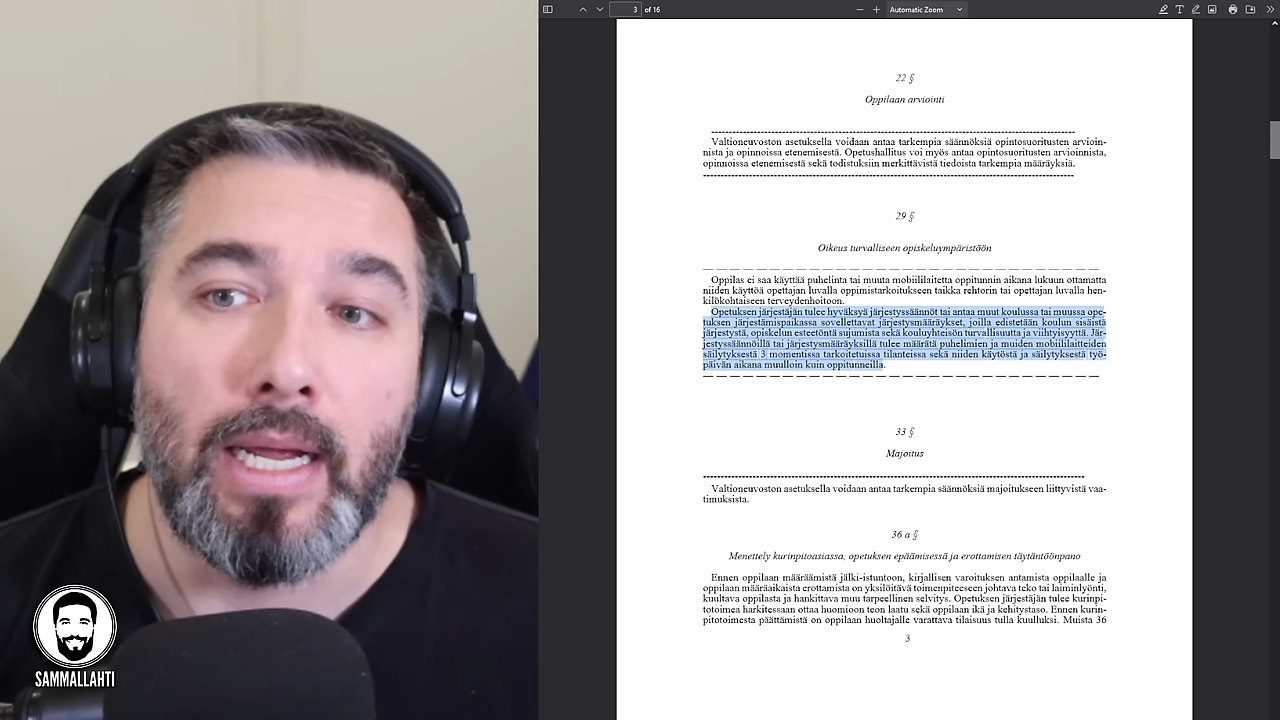 3 of 16
Automatic Zoom
22 §
Oppilaan arviointi
Valtioneuvoston asetuksella voidaan antaa tarkempia säännöksiä opintosuoritusten arvioin-
nista ja opinnoissa etenemisestä. Opetushallitus voi myös antaa opintosuoritusten arvioinnista,
opinnoissa etenemisestä sekä todistuksiin merkittävistä tiedoista tarkempia määräyksiä.
29 §
Oikeus turvalliseen opiskeluympäristöön
Oppilas ei saa käyttää puhelinta tai muuta mobiililaitetta oppitunnin aikana lukuun ottamatta
niiden käyttöä opettajan luvalla oppimistarkoitukseen taikka rehtorin tai opettajan luvalla hen-
kilökohtaiseen terveydenhoitoon.
Opetuksen järjestäjän tulee hyväksyä järjestyssäännöt tai antaa muut koulussa tai muussa ope-
tuksen järjestämispaikassa sovellettavat järjestysmääräykset, joilla edistetään koulun sisäistä
järjestystä, opiskelun esteetöntä sujumista sekä kouluyhteisön turvallisuutta ja viihtyisyyttä. Jär-
jestyssäännöillä tai järjestysmääräyksillä tulee määrätä puhelimien ja muiden mobiililaitteiden
säilytyksestä 3 momentissa tarkoitetuissa tilanteissa sekä niiden käytöstä ja säilytyksestä työ-
päivän aikana muulloin kuin oppitunneilla.
33 §
Majoitus
Valtioneuvoston asetuksella voidaan antaa tarkempia säännöksiä majoitukseen liittyvistä vaa-
timuksista.
36 a §
Menettely kurinpitoasiassa, opetuksen epäämisessä ja erottamisen täytäntöönpano
Ennen oppilaan määräämistä jälki-istuntoon, kirjallisen varoituksen antamista oppilaalle ja
oppilaan määräaikaista erottamista on yksilöitävä toimenpiteeseen johtava teko tai laiminlyönti,
kuultava oppilasta ja hankittava muu tarpeellinen selvitys. Opetuksen järjestäjän tulee kurinpi-
totoimea harkitessaan ottaa huomioon teon laatu sekä oppilaan ikä ja kehitystaso. Ennen kurin-
pitotoimesta päättämistä on oppilaan huoltajalle varattava tilaisuus tulla kuulluksi. Muista 36
3
SAMMALLAHTI